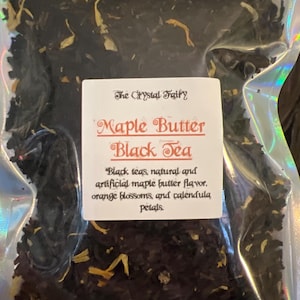 The Crystal Fairy
Maple Butter
Black Tea
Black teas, natural and
artificial maple butter flavor,
orange blossoms, and calendula
petals.